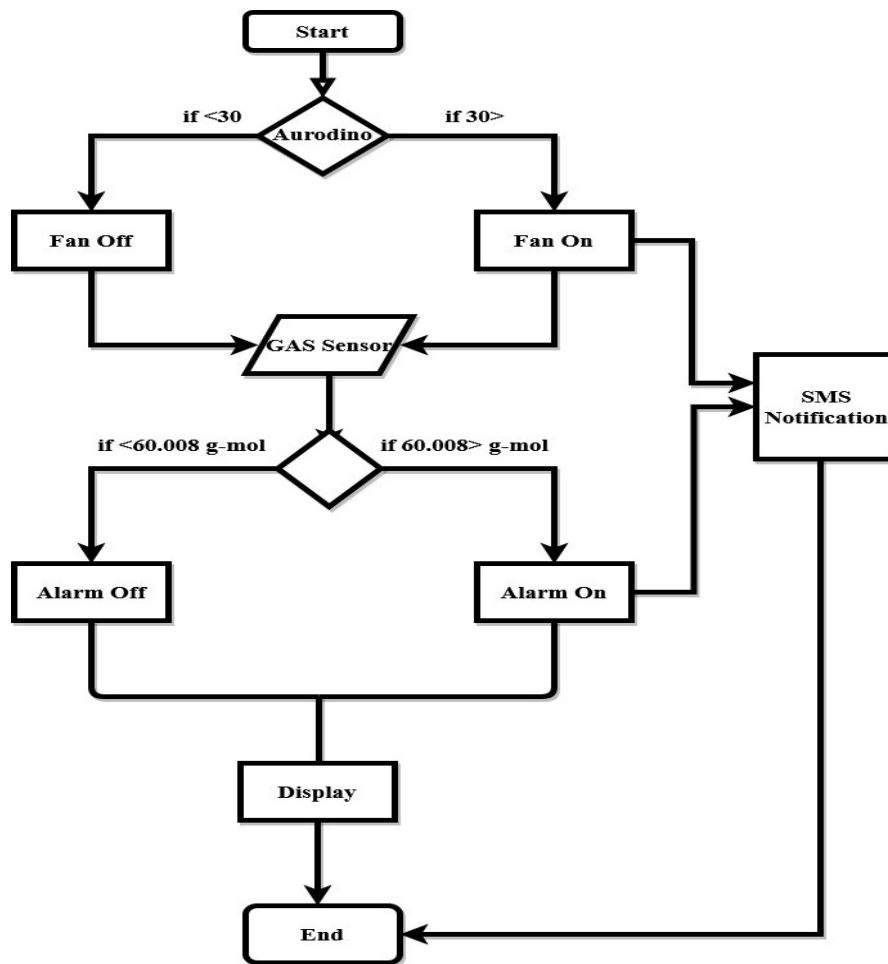 Start
if <30
if 30>
Aurodino
Fan Off
Fan On
GAS Sensor
SMS
Notification
if <60.008 g-mol
if 60.008> g-mol
Alarm Off
Alarm On
Display
End